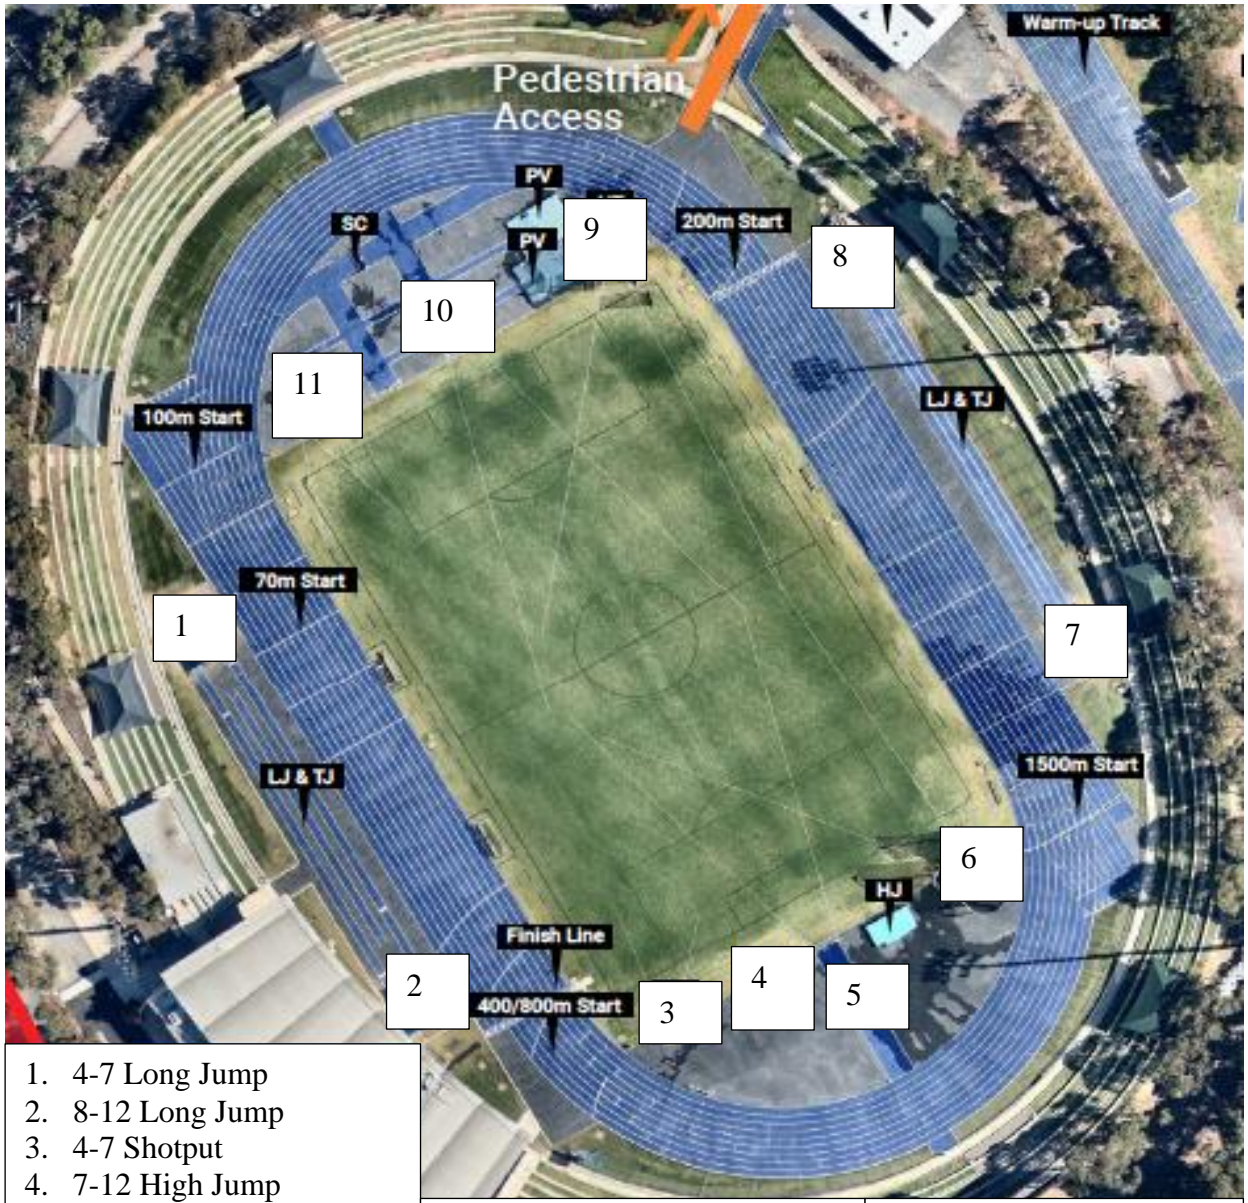 Warm-up Track
Pedestrian
Access
PV
9
200m Start
SC
PV
8
10
11
LJ & TJ
100m Start
70m Start
1
7
LJ & TJ
1500m Start
6
HJ
Finish Line
4
2
5
400/800m Start
3
1. 4-7 Long Jump
2. 8-12 Long Jump
3. 4-7 Shotput
4. 7-12 High Jump